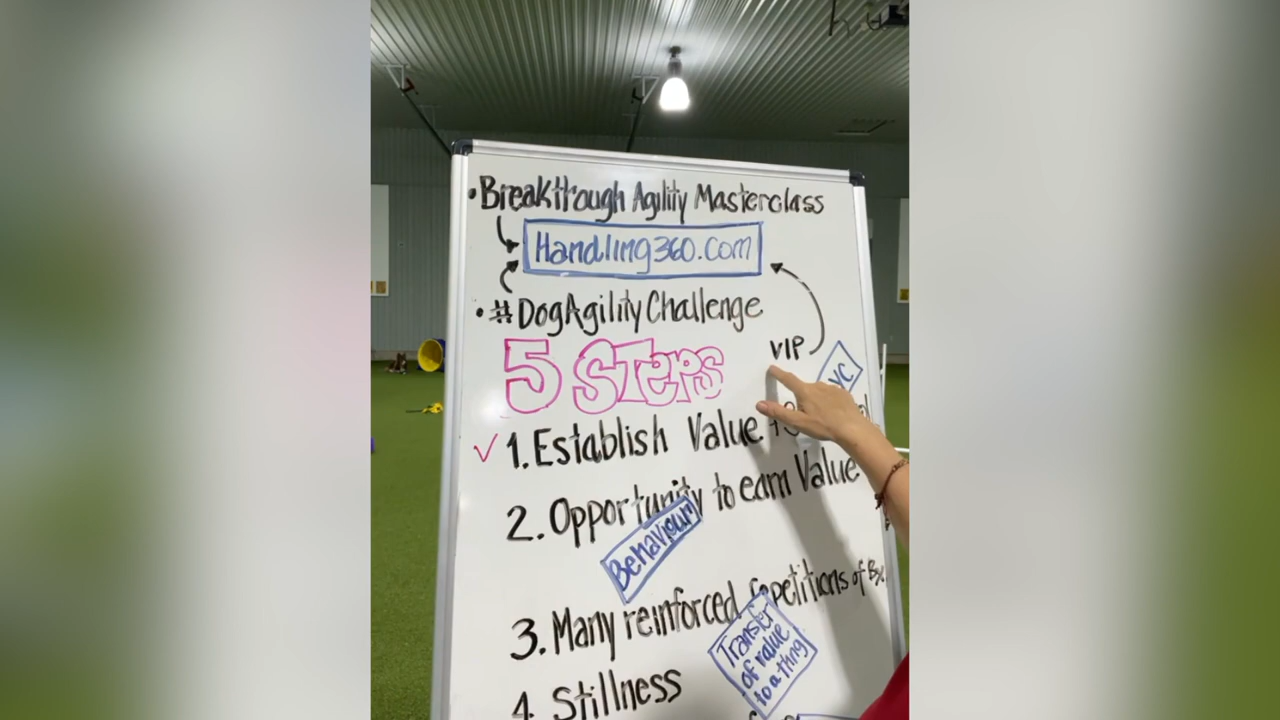 • Breakthrough Agility Masterclass
Handling360.com
• #DogAgilityChallenge
5 STEPS
VIP
YC
✓ 1. Establish Value
2. Opportunity to earn Value
Behaviour
3. Many reinforced repetitions of
Transfer
of value
to a thing
4. Stillness